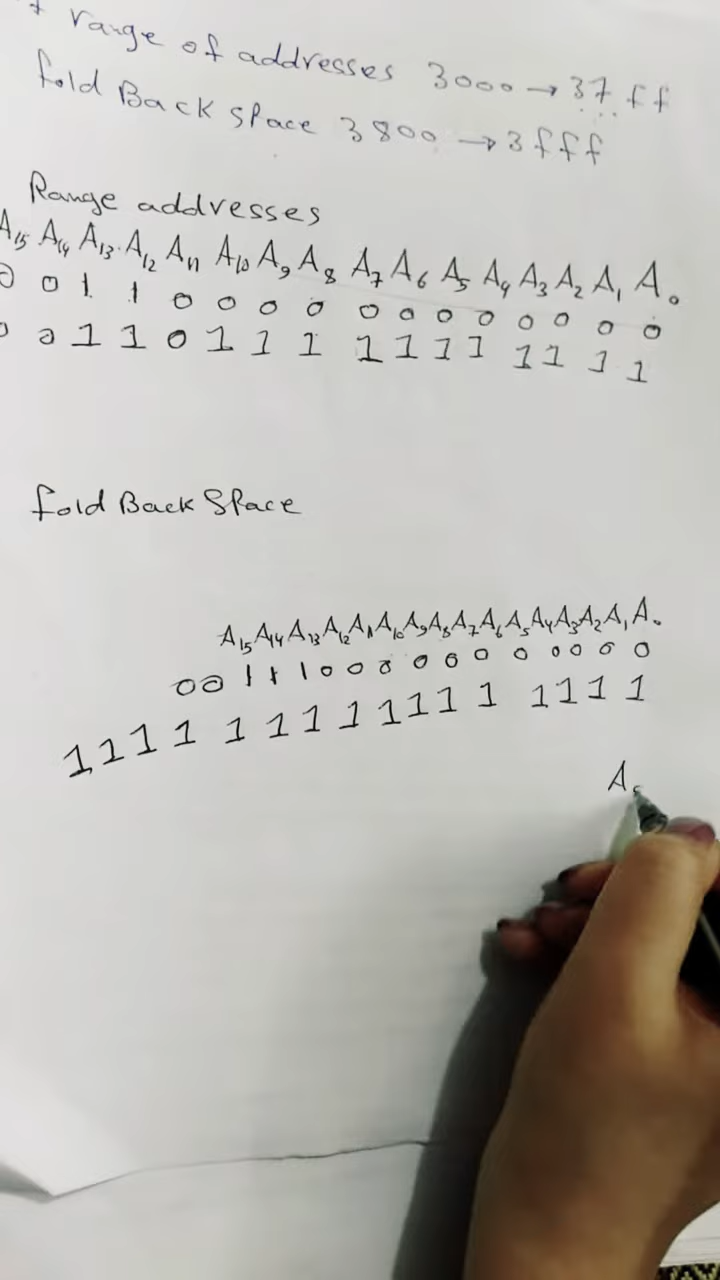 range of addresses 3000 → 37ff
fold Back Space 3800 → 3fff
Range addresses
A15 A14 A13 A12 A11 A10 A9 A8 A7 A6 A5 A4 A3 A2 A1 A0
0 0 1 1 0 0 0 0 0 0 0 0 0 0 0 0
0 0 1 1 0 1 1 1 1 1 1 1 1 1 1 1
fold Back Space
A15 A14 A13 A12 A11 A10 A9 A8 A7 A6 A5 A4 A3 A2 A1 A0
0 0 1 1 1 0 0 0 0 0 0 0 0 0 0 0
1 1 1 1 1 1 1 1 1 1 1 1 1 1 1 1
A